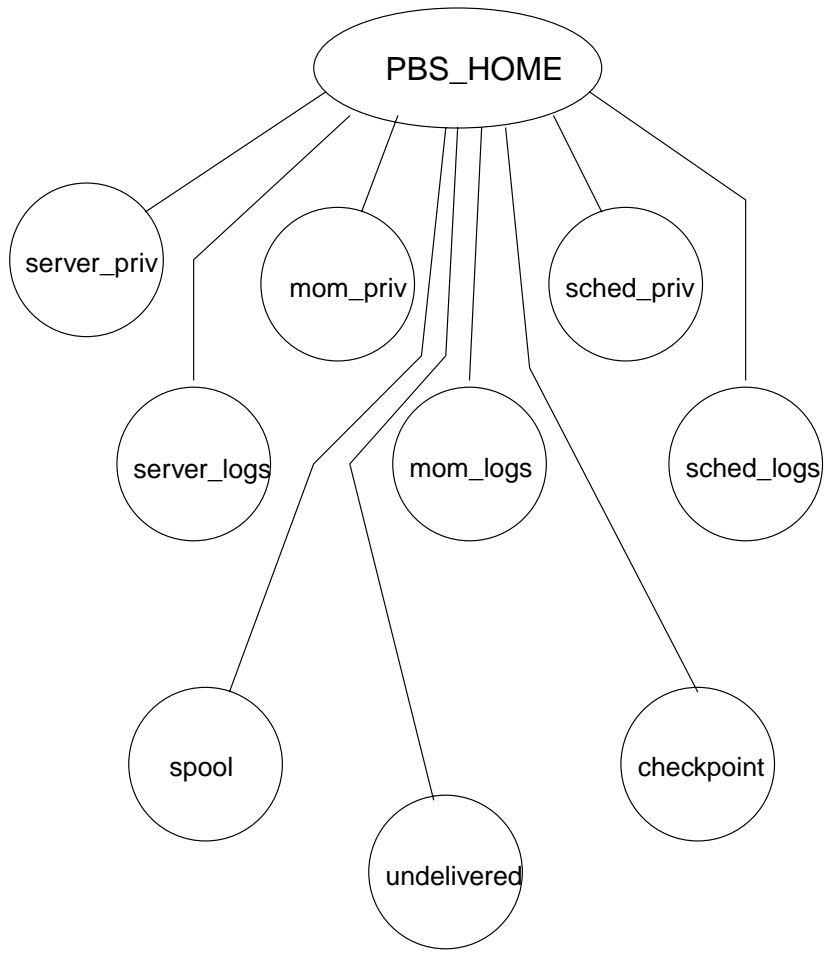 PBS_HOME
server_priv
mom_priv
sched_priv
server_logs
mom_logs
sched_logs
spool
checkpoint
undelivered